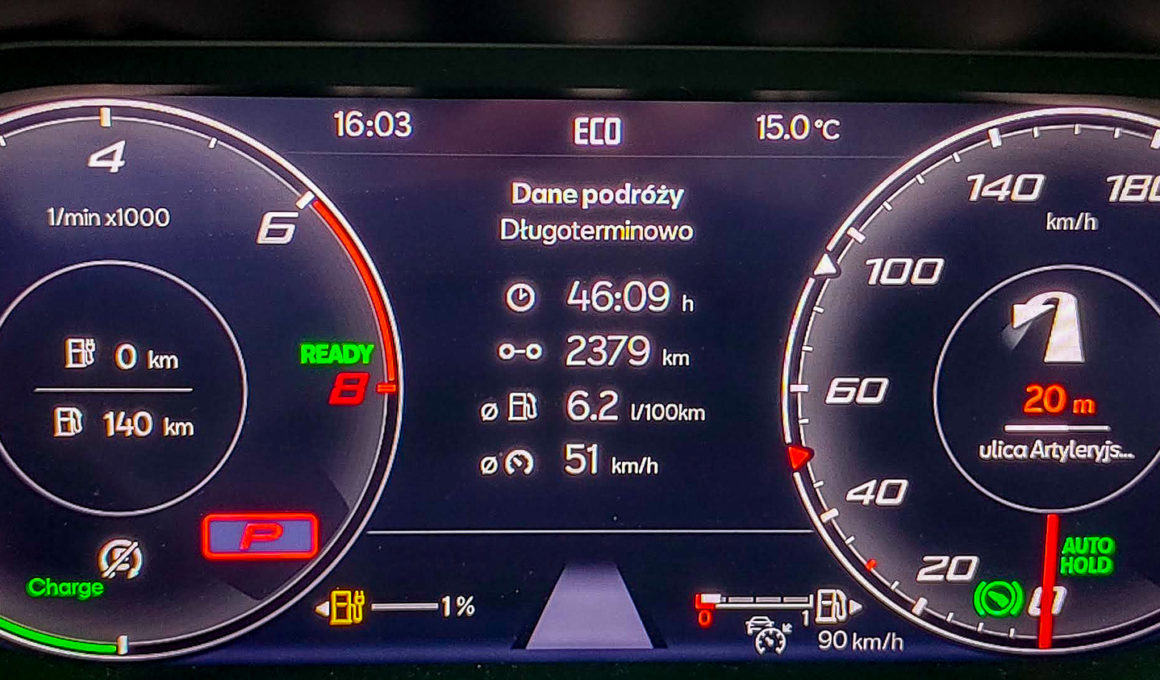 16:03
ECO
15.0 °C
4
6
8
1/min x1000
0 km
140 km
READY
P
Charge
1 %
Dane podróży
Długoterminowo
46:09 h
2379 km
ø 6.2 l/100km
ø 51 km/h
0
1
90 km/h
180
140
100
60
40
20
0
km/h
20 m
ulica Artyleryjs...
AUTO
HOLD